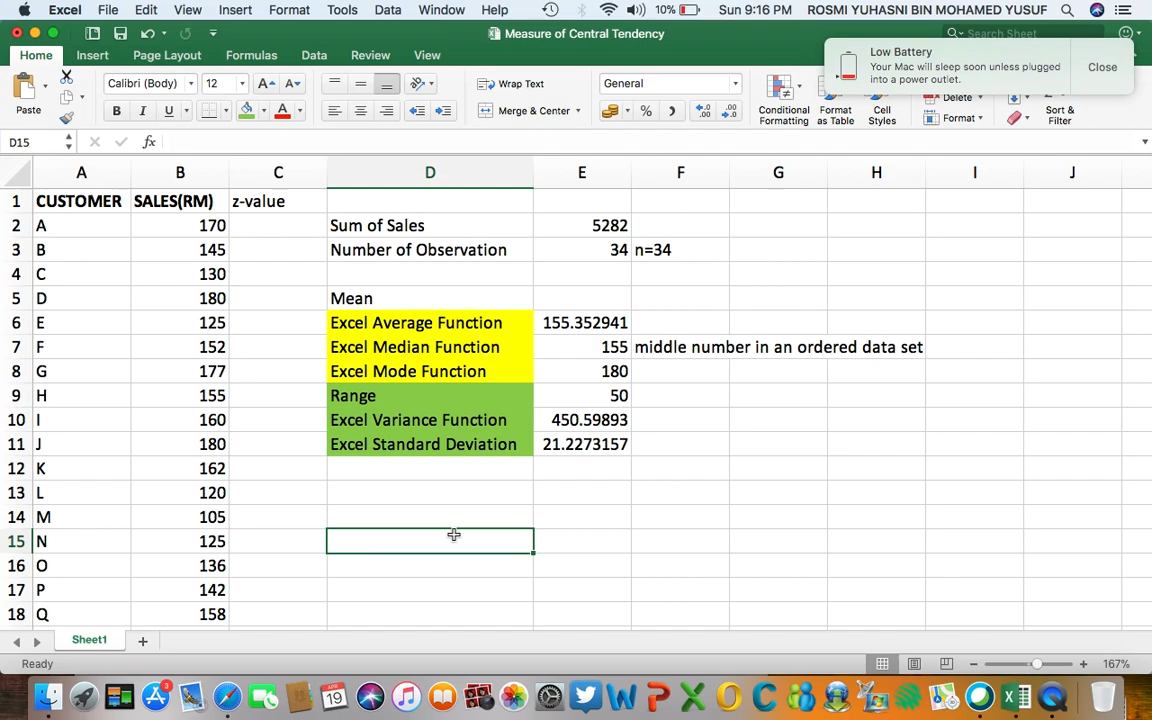 Excel File Edit View Insert Format Tools Data Window Help 10% Sun 9:16 PM ROSMI YUHASNI BIN MOHAMED YUSUF
Measure of Central Tendency
Search Sheet
Home Insert Page Layout Formulas Data Review View
Low Battery
Your Mac will sleep soon unless plugged
into a power outlet.
Close
Paste
Calibri (Body) 12
Wrap Text
General
Merge & Center
Conditional
Formatting
Format
as Table
Cell
Styles
Delete
Format
Sort &
Filter
D15 fx
A B C D E F G H I J
1 CUSTOMER SALES(RM) z-value
2 A 170 Sum of Sales 5282
3 B 145 Number of Observation 34 n=34
4 C 130
5 D 180 Mean
6 E 125 Excel Average Function 155.352941
7 F 152 Excel Median Function 155 middle number in an ordered data set
8 G 177 Excel Mode Function 180
9 H 155 Range 50
10 I 160 Excel Variance Function 450.59893
11 J 180 Excel Standard Deviation 21.2273157
12 K 162
13 L 120
14 M 105
15 N 125
16 O 136
17 P 142
18 Q 158
Sheet1
Ready 167%
3
APR
19